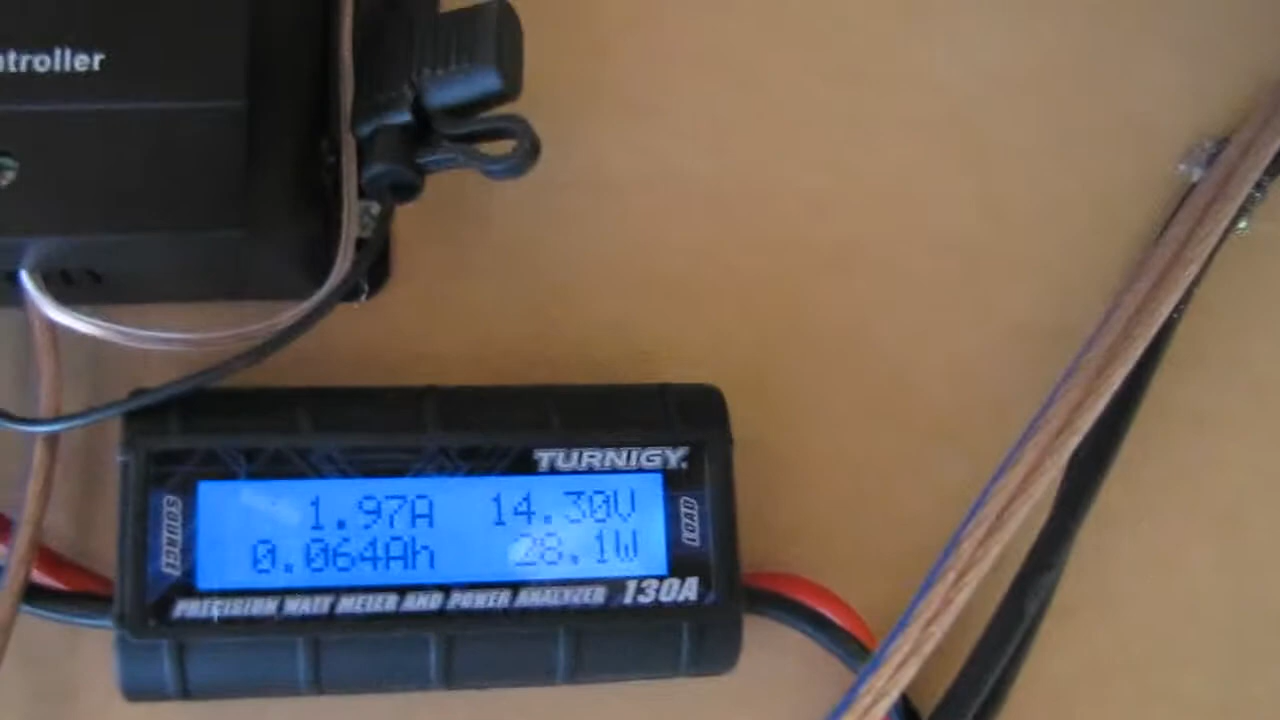 ntroller
TURNIGY
SOURCE
1.97A 14.30V
0.064Ah 28.1W
LOAD
PRECISION WATT METER AND POWER ANALYZER 130A